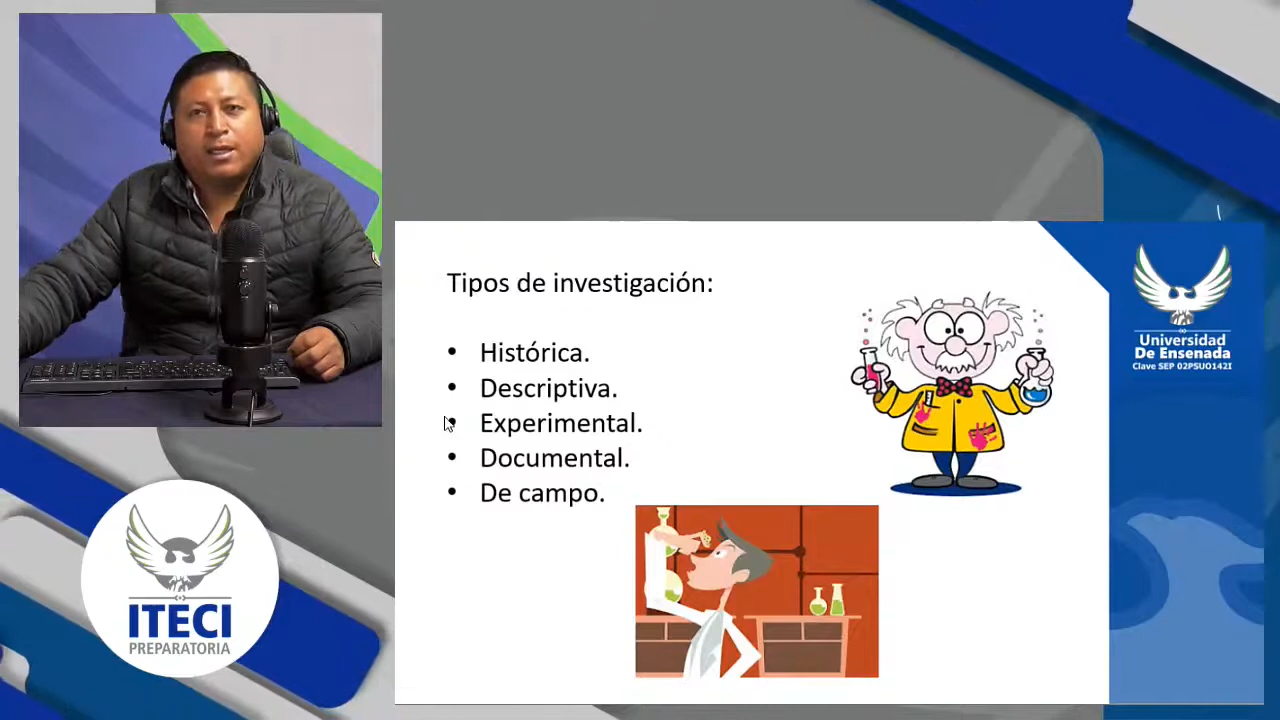 Tipos de investigación:
• Histórica.
• Descriptiva.
• Experimental.
• Documental.
• De campo.
Universidad
De Ensenada
Clave SEP 02PSU0142I
ITECI
PREPARATORIA